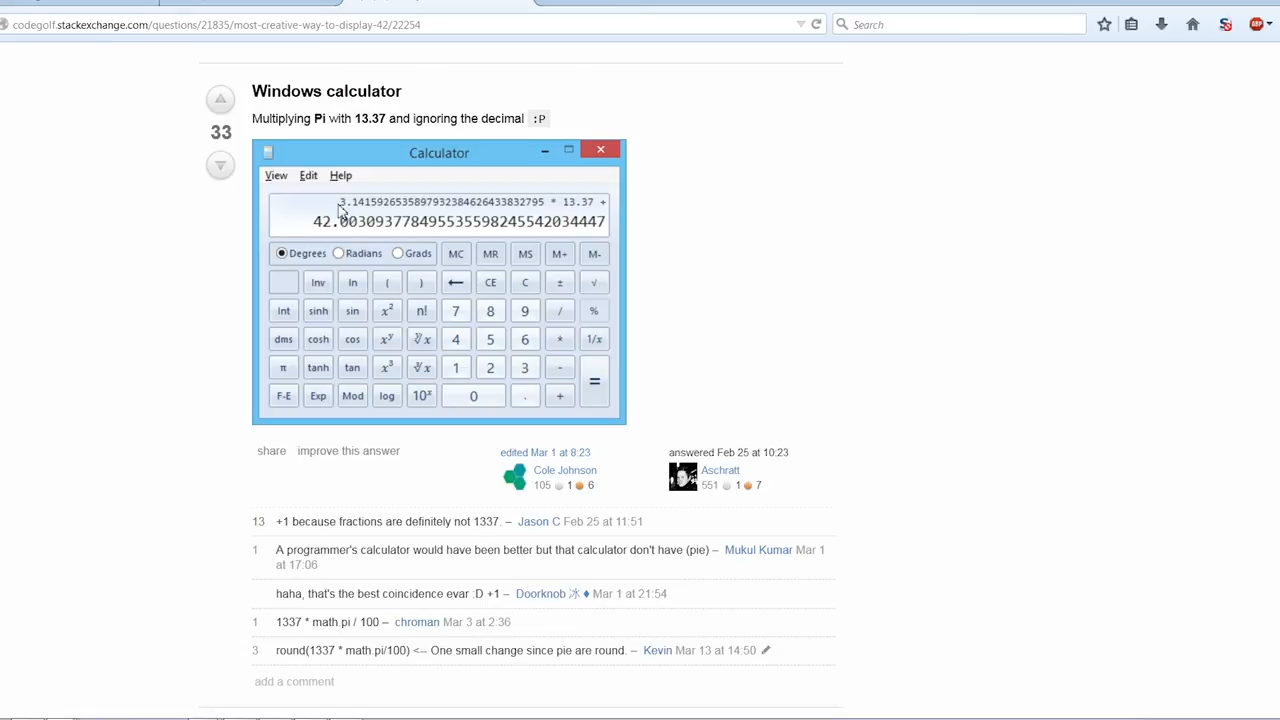 codegolf.stackexchange.com/questions/21835/most-creative-way-to-display-42/22254
Search
Windows calculator
Multiplying Pi with 13.37 and ignoring the decimal :P
33
Calculator
View Edit Help
3.1415926535897932384626433832795 * 13.37 +
42.003093778495535598245542034447
Degrees Radians Grads MC MR MS M+ M-
Inv ln ( ) ← CE C ± √
Int sinh sin x² n! 7 8 9 / %
dms cosh cos xʸ ʸ√x 4 5 6 * 1/x
π tanh tan x³ ³√x 1 2 3 - =
F-E Exp Mod log 10ˣ 0 . +
share improve this answer
edited Mar 1 at 8:23
Cole Johnson
105 1 6
answered Feb 25 at 10:23
Aschratt
551 1 7
13 +1 because fractions are definitely not 1337. – Jason C Feb 25 at 11:51
1 A programmer's calculator would have been better but that calculator don't have (pie) – Mukul Kumar Mar 1
at 17:06
haha, that's the best coincidence evar :D +1 – Doorknob 冰 ♦ Mar 1 at 21:54
1 1337 * math.pi / 100 – chroman Mar 3 at 2:36
3 round(1337 * math.pi/100) <-- One small change since pie are round. – Kevin Mar 13 at 14:50
add a comment